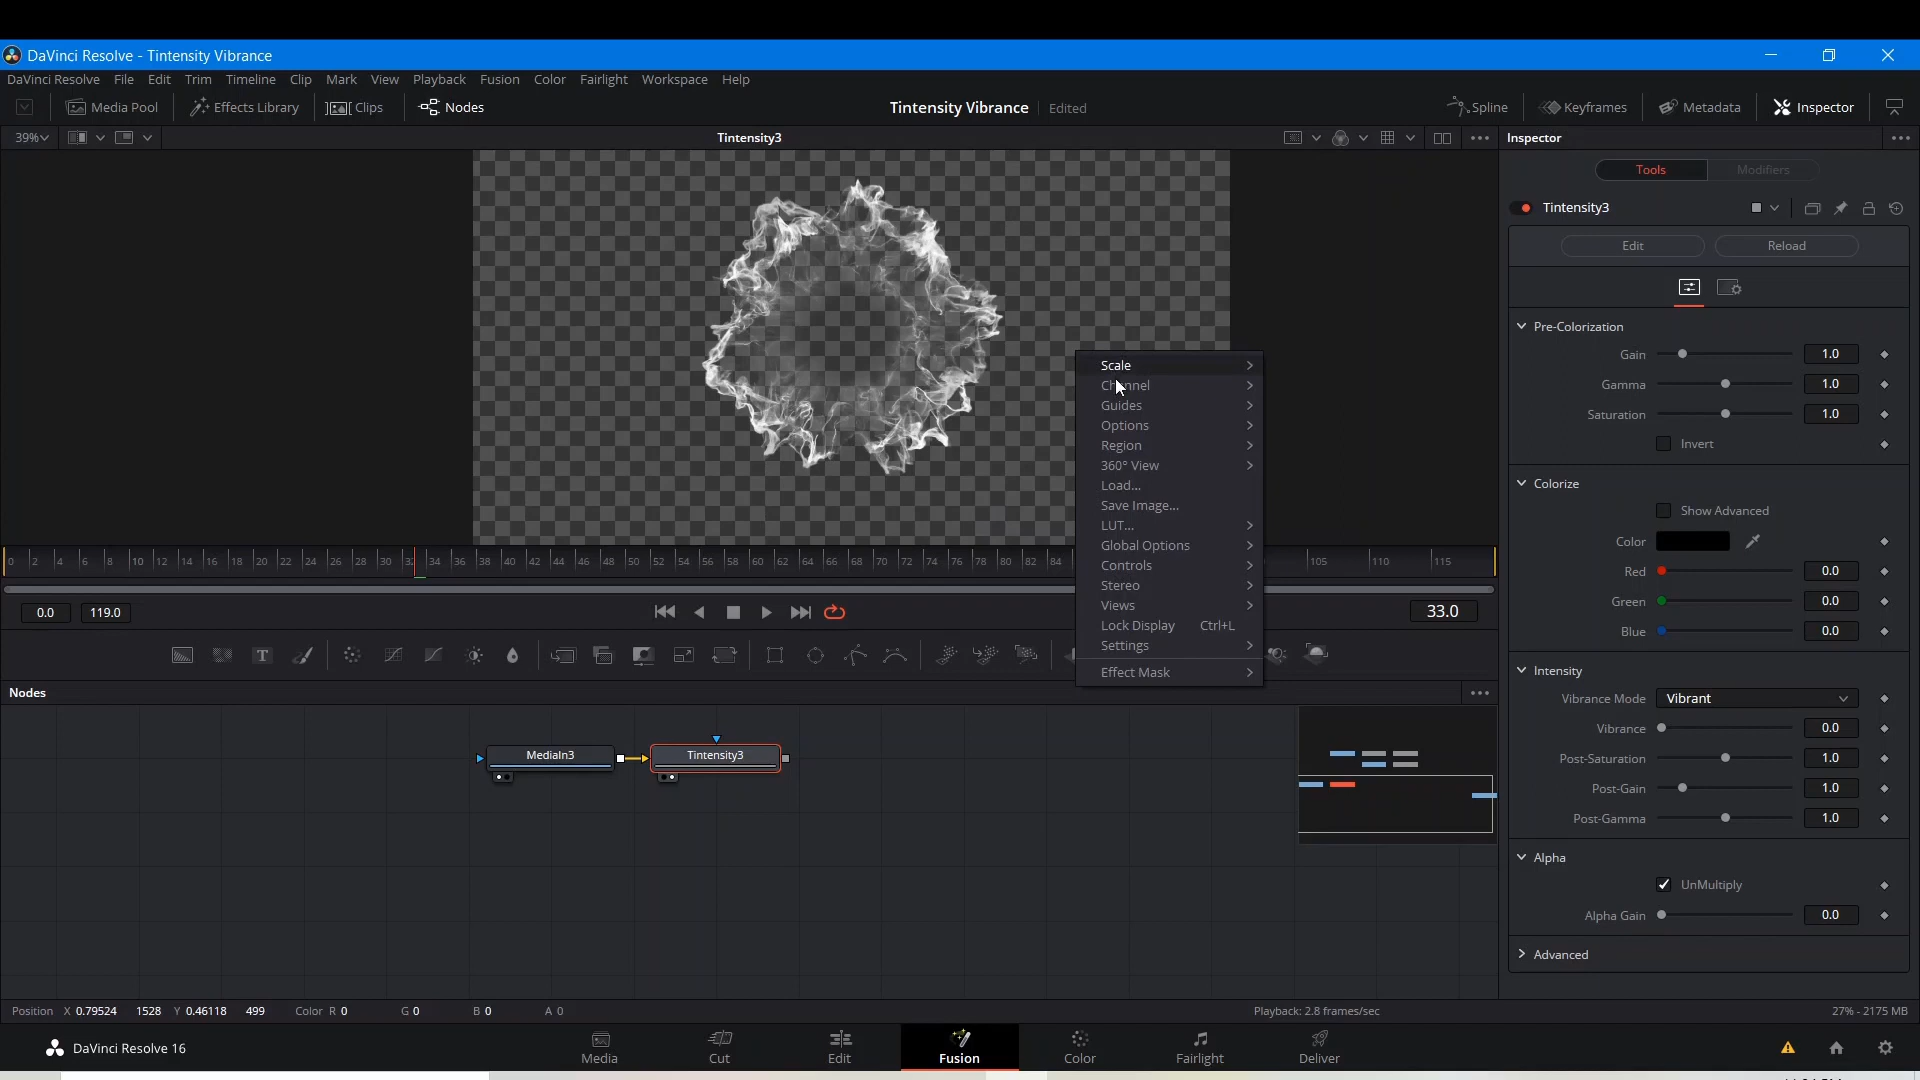 DaVinci Resolve - Tintensity Vibrance
DaVinci Resolve File Edit Trim Timeline Clip Mark View Playback Fusion Color Fairlight Workspace Help
Media Pool Effects Library Clips Nodes Tintensity Vibrance Edited Spline Keyframes Metadata Inspector
39% Tintensity3 Inspector
Tools Modifiers
Tintensity3
Edit Reload
Pre-Colorization
Gain 1.0
Gamma 1.0
Saturation 1.0
Invert
Colorize
Show Advanced
Color
Red 0.0
Green 0.0
Blue 0.0
Intensity
Vibrance Mode Vibrant
Vibrance 0.0
Post-Saturation 1.0
Post-Gain 1.0
Post-Gamma 1.0
Alpha
UnMultiply
Alpha Gain 0.0
Advanced
Scale
Channel
Guides
Options
Region
360° View
Load...
Save Image...
LUT...
Global Options
Controls
Stereo
Views
Lock Display Ctrl+L
Settings
Effect Mask
0 2 4 6 8 10 12 14 16 18 20 22 24 26 28 30 34 36 38 40 42 44 46 48 50 52 54 56 58 60 62 64 66 68 70 72 74 76 78 80 82 84 105 110 115
0.0 119.0 33.0
Nodes
MediaIn3 Tintensity3
Position X 0.79524 1528 Y 0.46118 499 Color R 0 G 0 B 0 A 0 Playback: 2.8 frames/sec 27% - 2175 MB
DaVinci Resolve 16 Media Cut Edit Fusion Color Fairlight Deliver